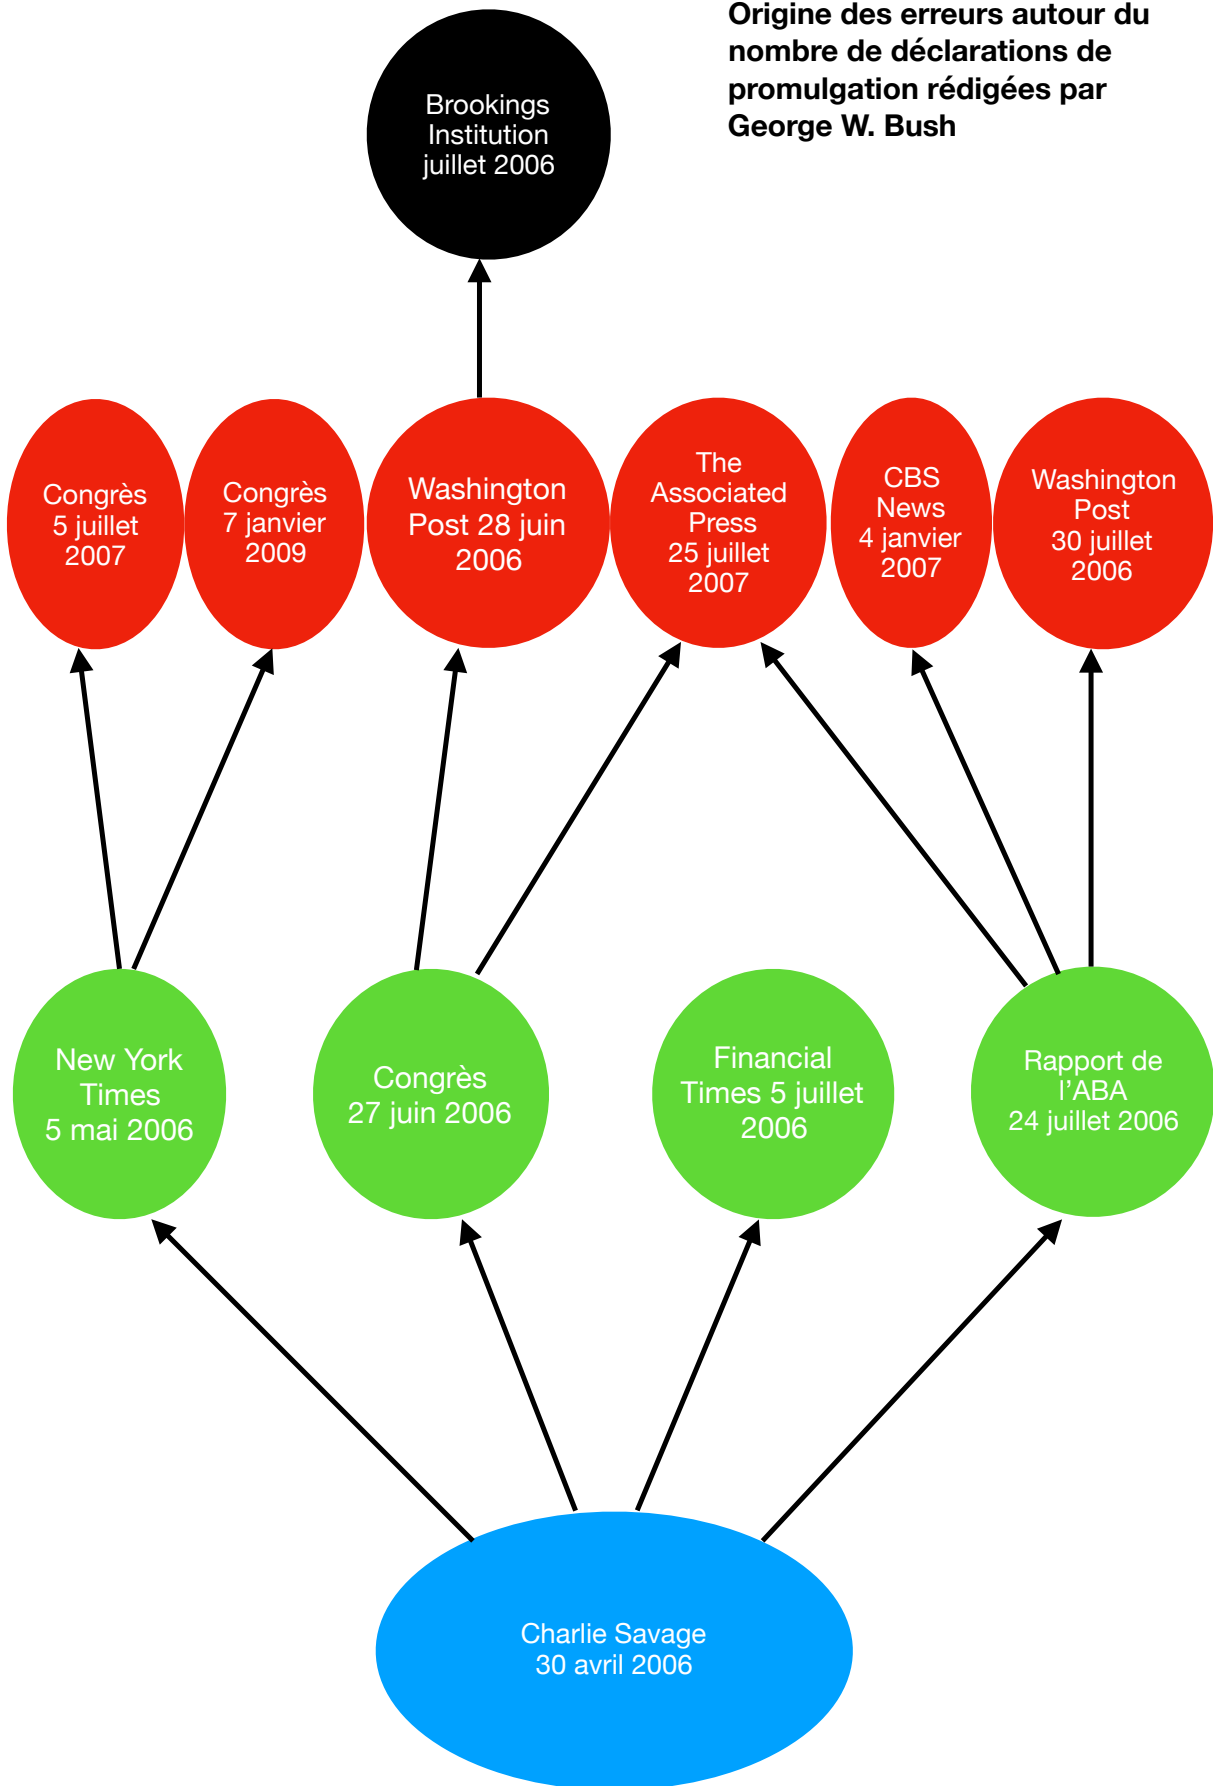 Origine des erreurs autour du
nombre de déclarations de
promulgation rédigées par
George W. Bush
Brookings
Institution
juillet 2006
Congrès
5 juillet
2007
Congrès
7 janvier
2009
Washington
Post 28 juin
2006
The
Associated
Press
25 juillet
2007
CBS
News
4 janvier
2007
Washington
Post
30 juillet
2006
New York
Times
5 mai 2006
Congrès
27 juin 2006
Financial
Times 5 juillet
2006
Rapport de
l’ABA
24 juillet 2006
Charlie Savage
30 avril 2006